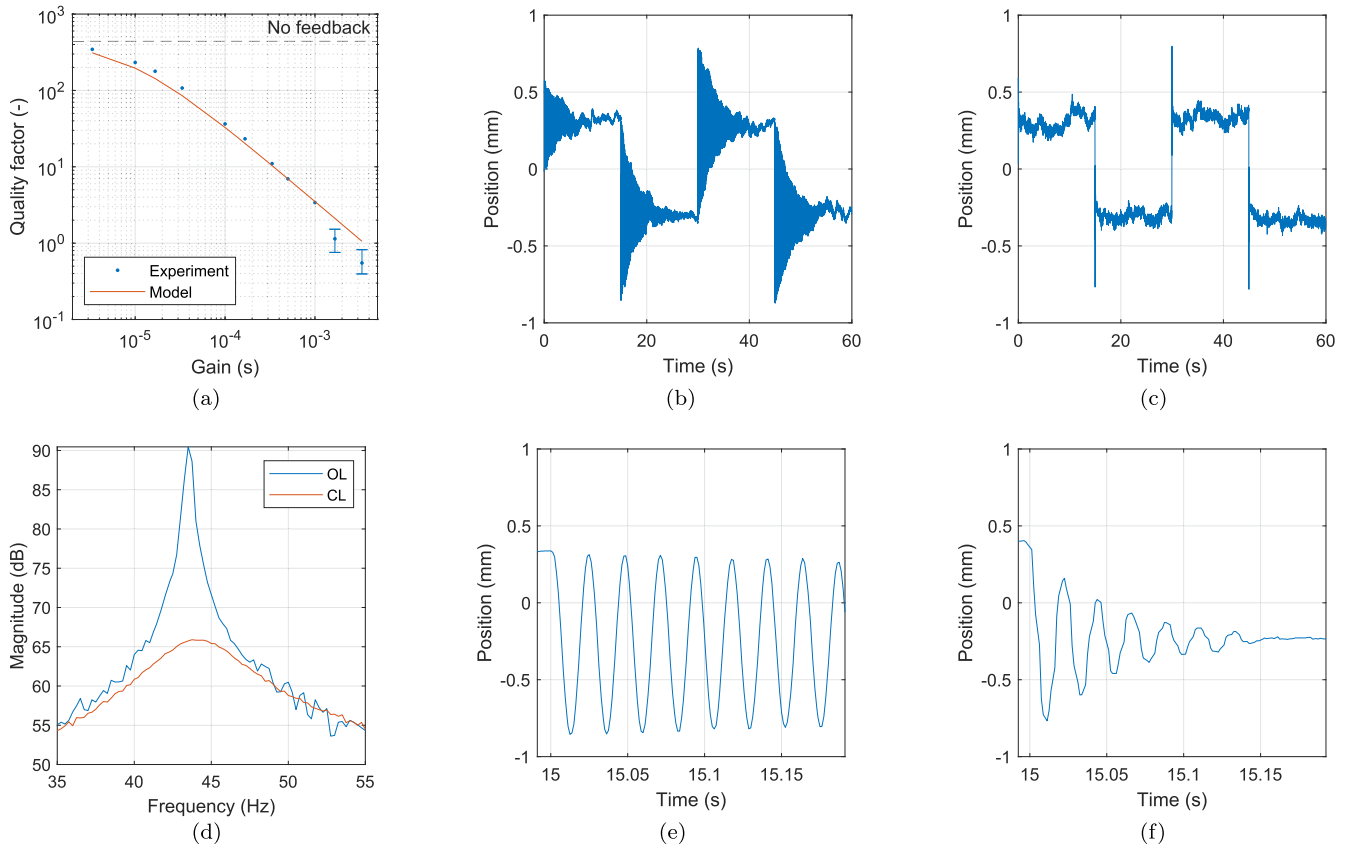 10^3
10^2
10^1
10^0
10^-1
No feedback
Quality factor (-)
Experiment
Model
10^-5
10^-4
10^-3
Gain (s)
(a)
1
0.5
0
-0.5
-1
Position (mm)
0
20
40
60
Time (s)
(b)
1
0.5
0
-0.5
-1
Position (mm)
0
20
40
60
Time (s)
(c)
90
85
80
75
70
65
60
55
50
Magnitude (dB)
OL
CL
35
40
45
50
55
Frequency (Hz)
(d)
1
0.5
0
-0.5
-1
Position (mm)
15
15.05
15.1
15.15
Time (s)
(e)
1
0.5
0
-0.5
-1
Position (mm)
15
15.05
15.1
15.15
Time (s)
(f)